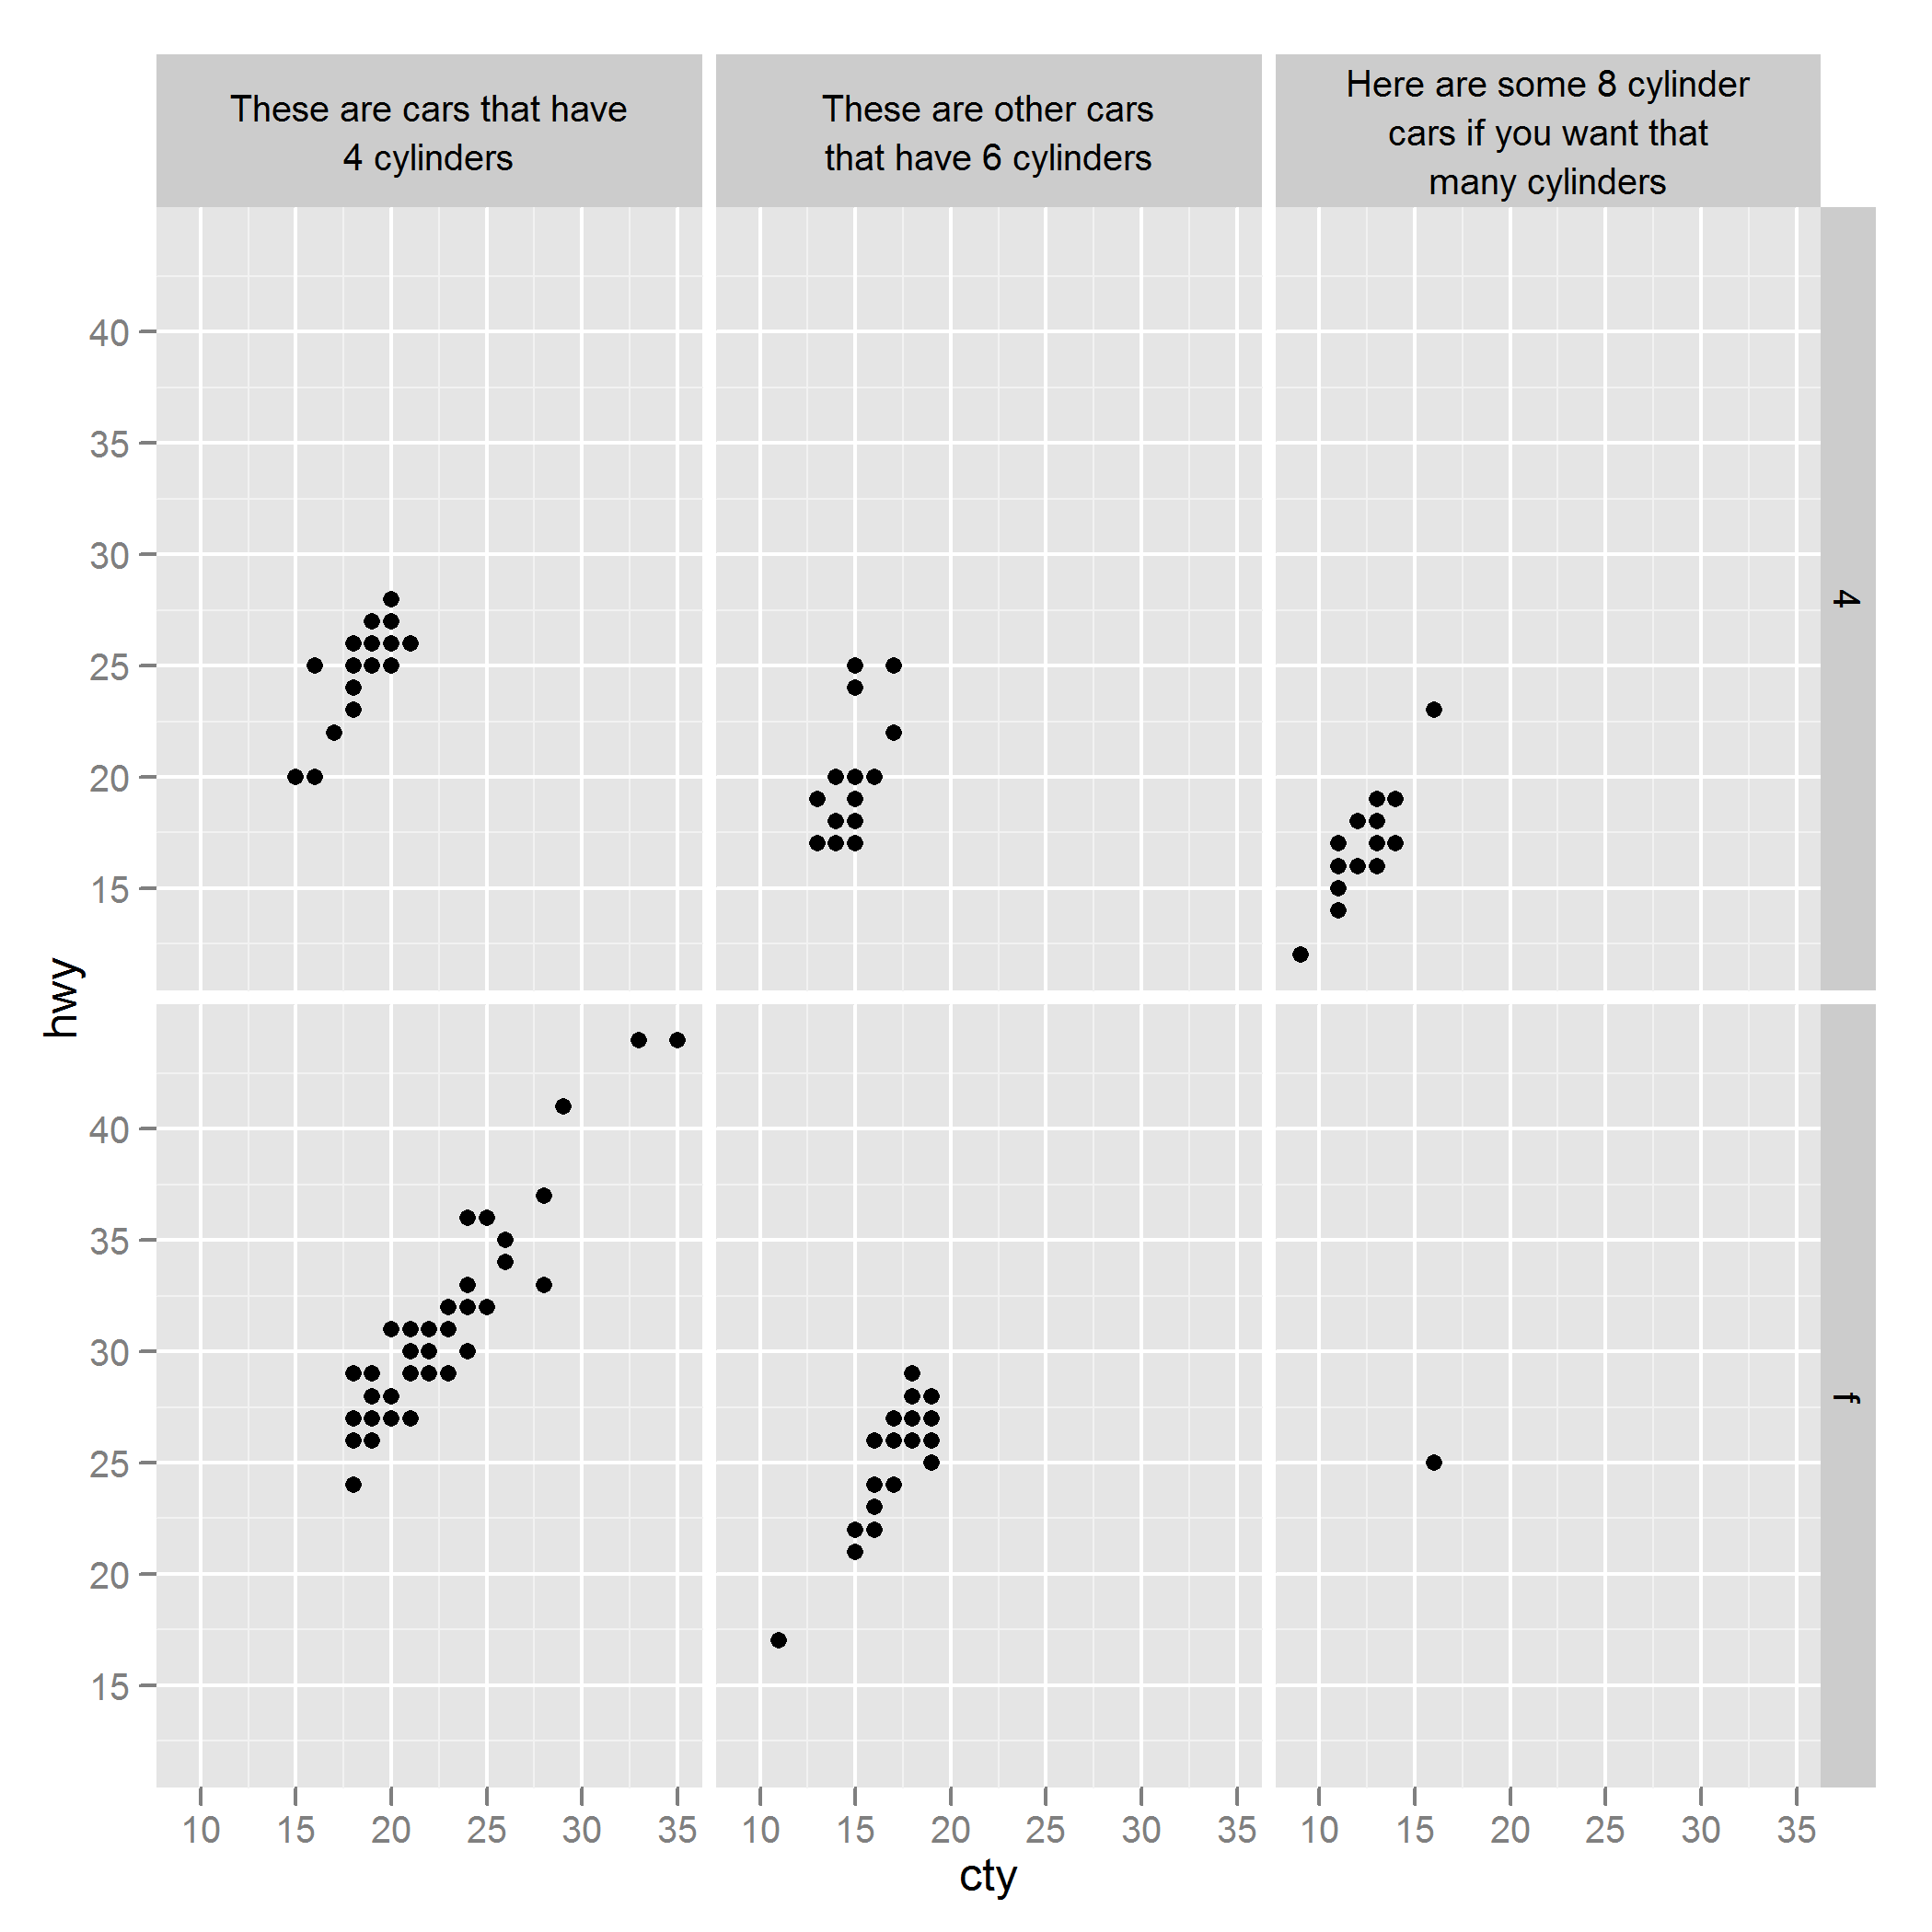 These are cars that have
4 cylinders
These are other cars
that have 6 cylinders
Here are some 8 cylinder
cars if you want that
many cylinders
40
35
30
25
20
15
4
hwy
40
35
30
25
20
15
f
10 15 20 25 30 35 10 15 20 25 30 35 10 15 20 25 30 35
cty